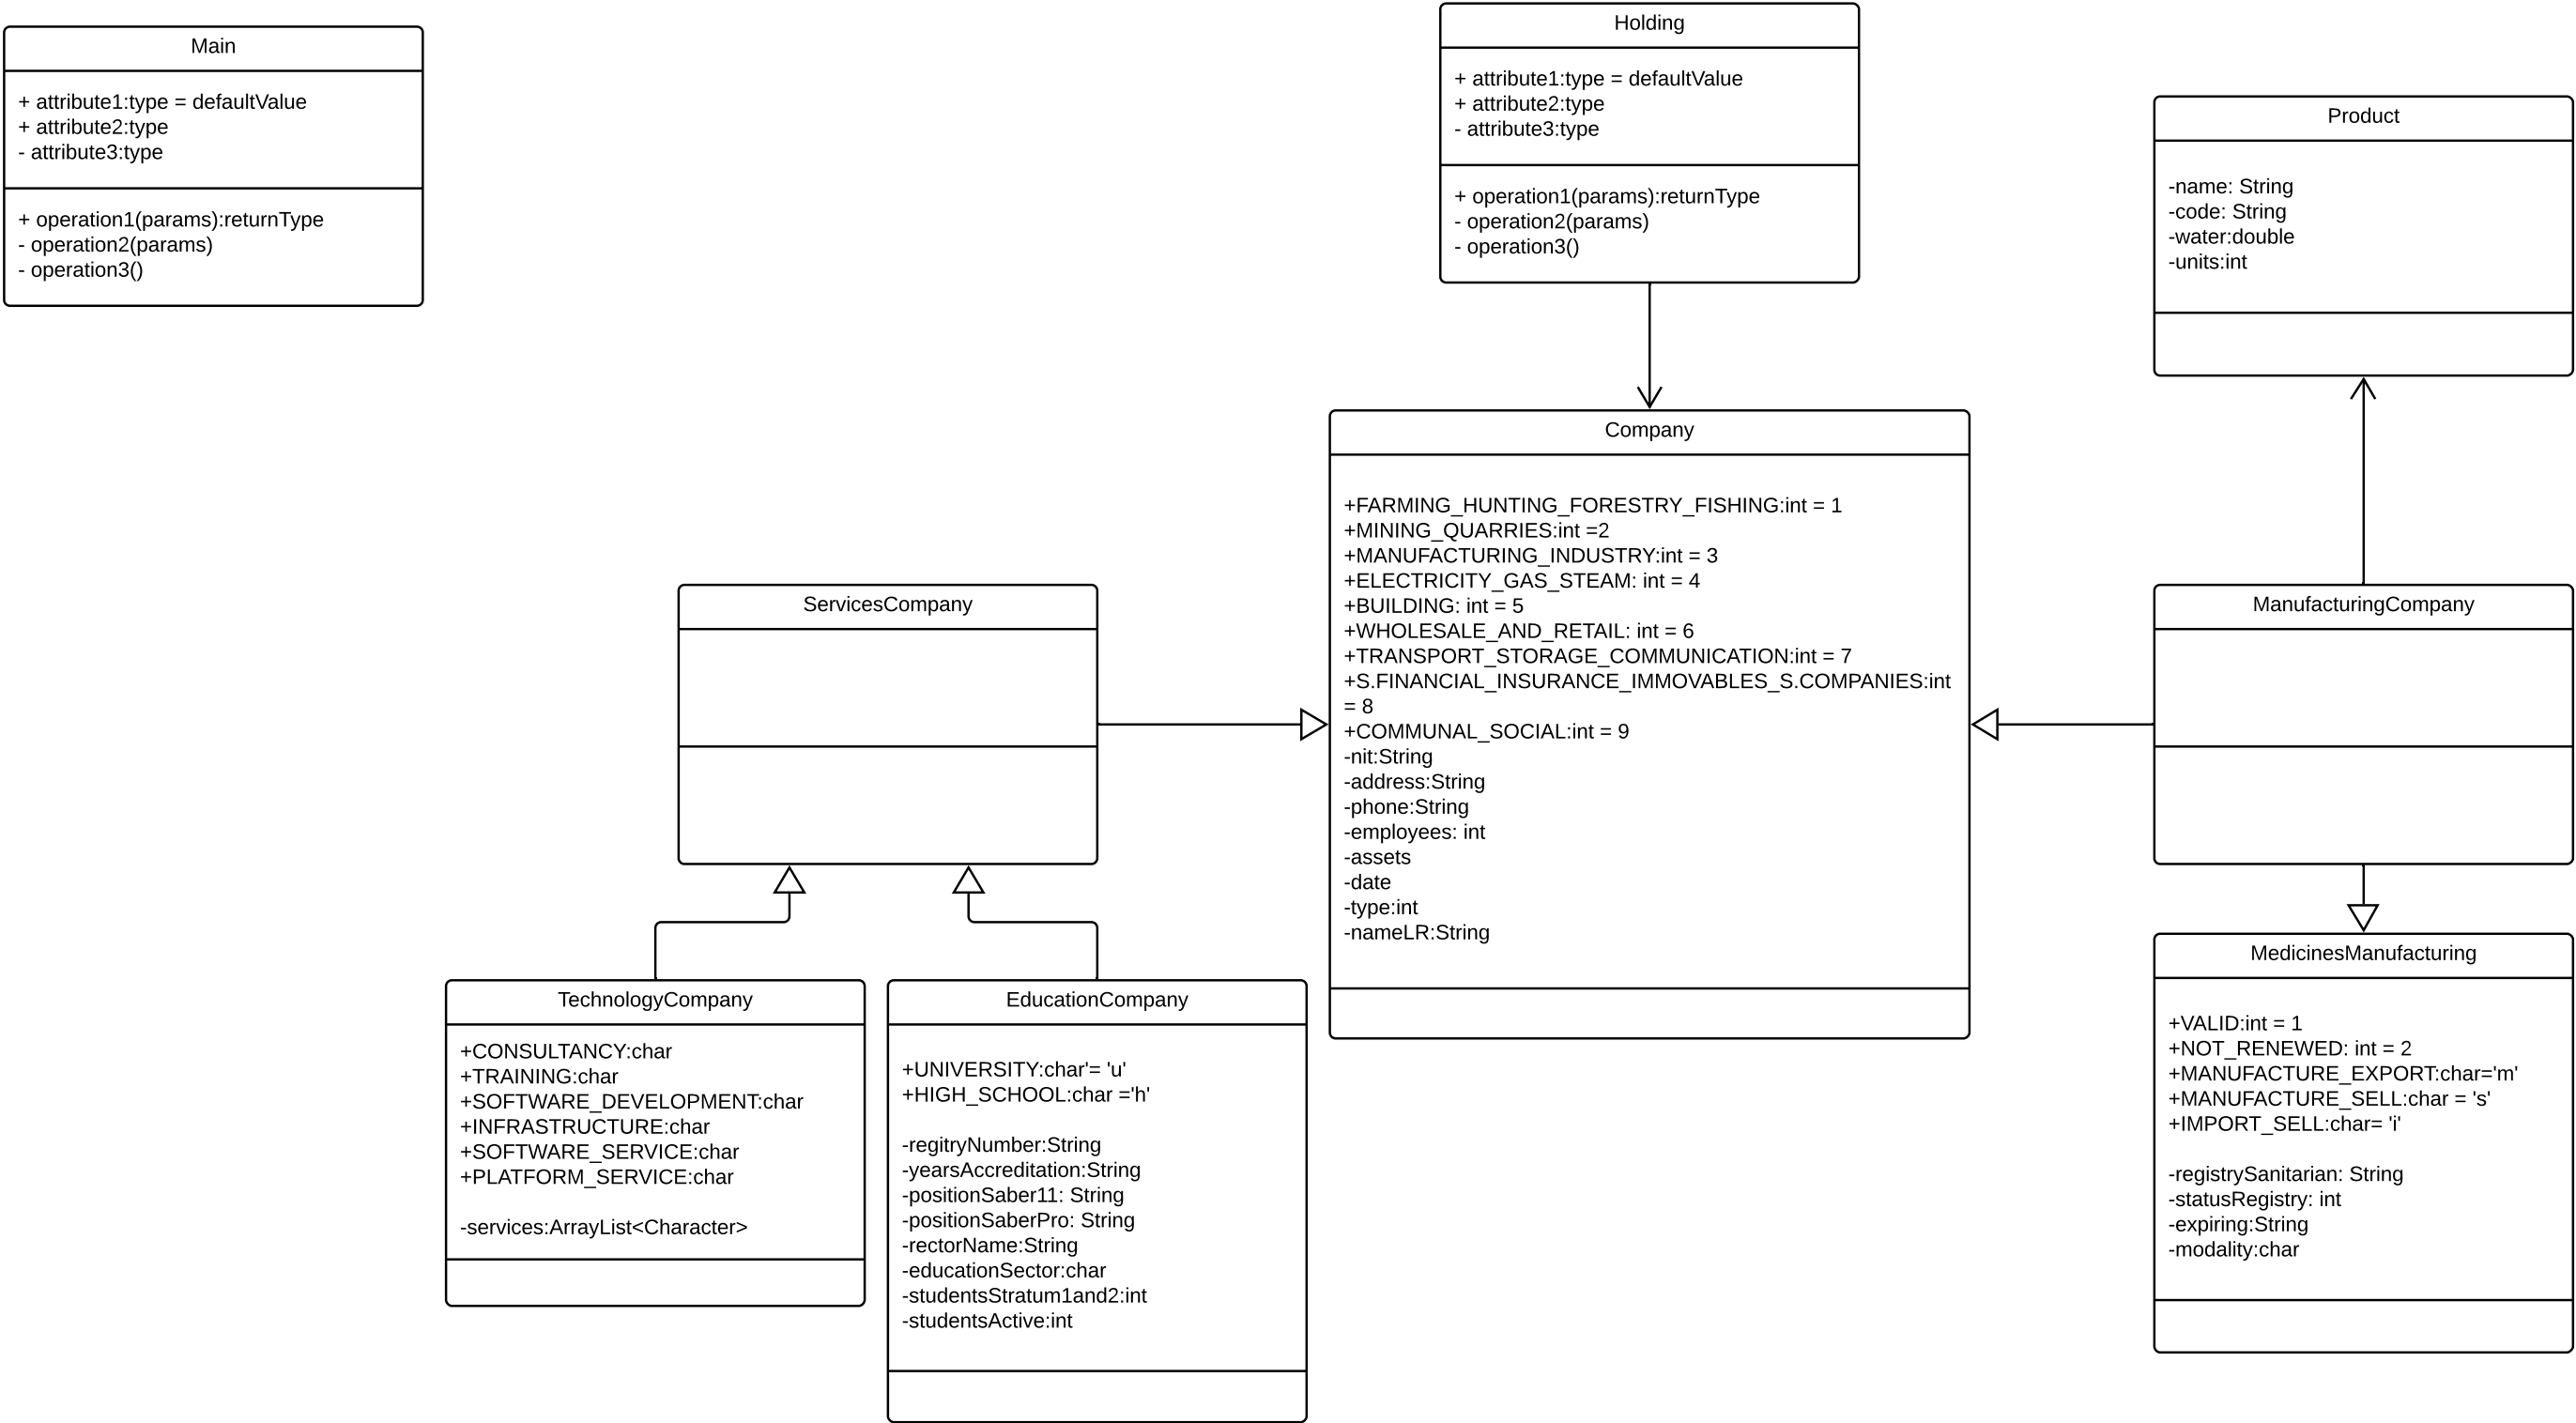 Main
+ attribute1:type = defaultValue
+ attribute2:type
- attribute3:type
+ operation1(params):returnType
- operation2(params)
- operation3()
Holding
+ attribute1:type = defaultValue
+ attribute2:type
- attribute3:type
+ operation1(params):returnType
- operation2(params)
- operation3()
Product
-name: String
-code: String
-water:double
-units:int
Company
+FARMING_HUNTING_FORESTRY_FISHING:int = 1
+MINING_QUARRIES:int =2
+MANUFACTURING_INDUSTRY:int = 3
+ELECTRICITY_GAS_STEAM: int = 4
+BUILDING: int = 5
+WHOLESALE_AND_RETAIL: int = 6
+TRANSPORT_STORAGE_COMMUNICATION:int = 7
+S.FINANCIAL_INSURANCE_IMMOVABLES_S.COMPANIES:int
= 8
+COMMUNAL_SOCIAL:int = 9
-nit:String
-address:String
-phone:String
-employees: int
-assets
-date
-type:int
-nameLR:String
ServicesCompany
ManufacturingCompany
TechnologyCompany
+CONSULTANCY:char
+TRAINING:char
+SOFTWARE_DEVELOPMENT:char
+INFRASTRUCTURE:char
+SOFTWARE_SERVICE:char
+PLATFORM_SERVICE:char
-services:ArrayList<Character>
EducationCompany
+UNIVERSITY:char'= 'u'
+HIGH_SCHOOL:char ='h'
-regitryNumber:String
-yearsAccreditation:String
-positionSaber11: String
-positionSaberPro: String
-rectorName:String
-educationSector:char
-studentsStratum1and2:int
-studentsActive:int
MedicinesManufacturing
+VALID:int = 1
+NOT_RENEWED: int = 2
+MANUFACTURE_EXPORT:char='m'
+MANUFACTURE_SELL:char = 's'
+IMPORT_SELL:char= 'i'
-registrySanitarian: String
-statusRegistry: int
-expiring:String
-modality:char